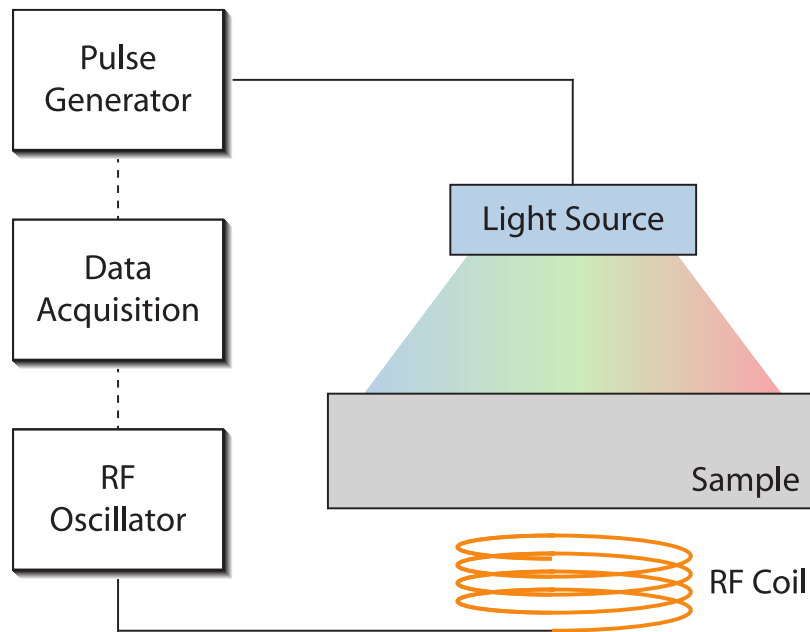 Pulse
Generator
Light Source
Data
Acquisition
Sample
RF
Oscillator
RF Coil